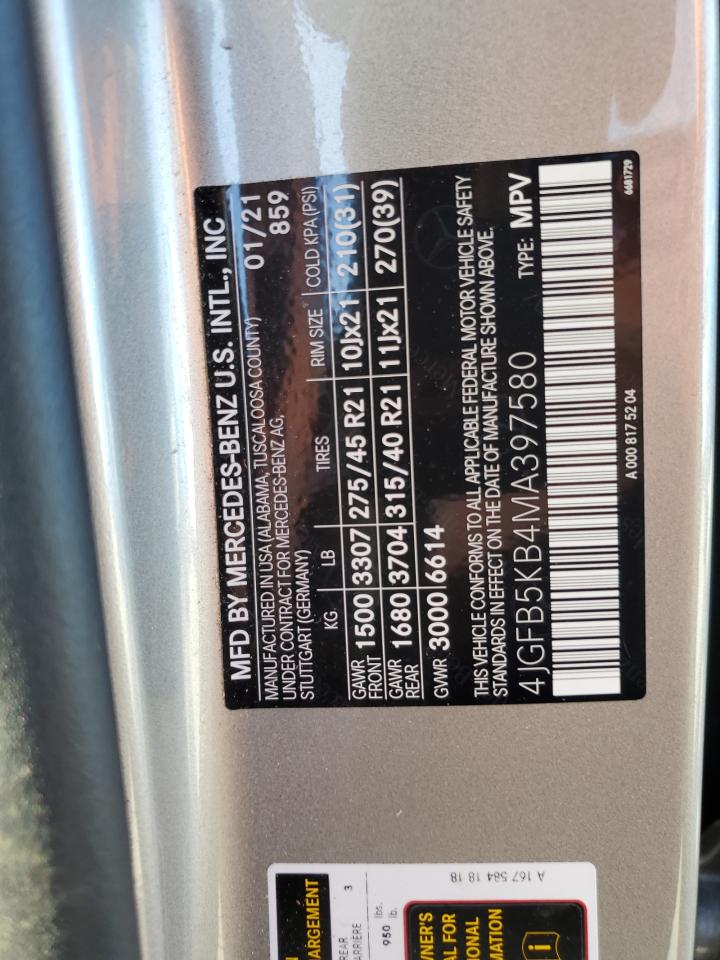 MFD BY MERCEDES-BENZ U.S. INTL., INC
MANUFACTURED IN USA (ALABAMA, TUSCALOOSA COUNTY) 01/21
UNDER CONTRACT FOR MERCEDES-BENZ AG, 859
STUTTGART (GERMANY)
KG LB TIRES RIM SIZE COLD KPA (PSI)
GAWR FRONT 1500 3307 275/45 R21 10Jx21 210(31)
GAWR REAR 1680 3704 315/40 R21 11Jx21 270(39)
GVWR 3000 6614
THIS VEHICLE CONFORMS TO ALL APPLICABLE FEDERAL MOTOR VEHICLE SAFETY
STANDARDS IN EFFECT ON THE DATE OF MANUFACTURE SHOWN ABOVE.
4JGFB5KB4MA397580 TYPE: MPV
A 000 817 52 04 6681729
ARGEMENT
REAR
ARRIÈRE 3
lbs.
950 lb.
WNER'S
AL FOR
IONAL
MATION
i
A 167 584 18 18